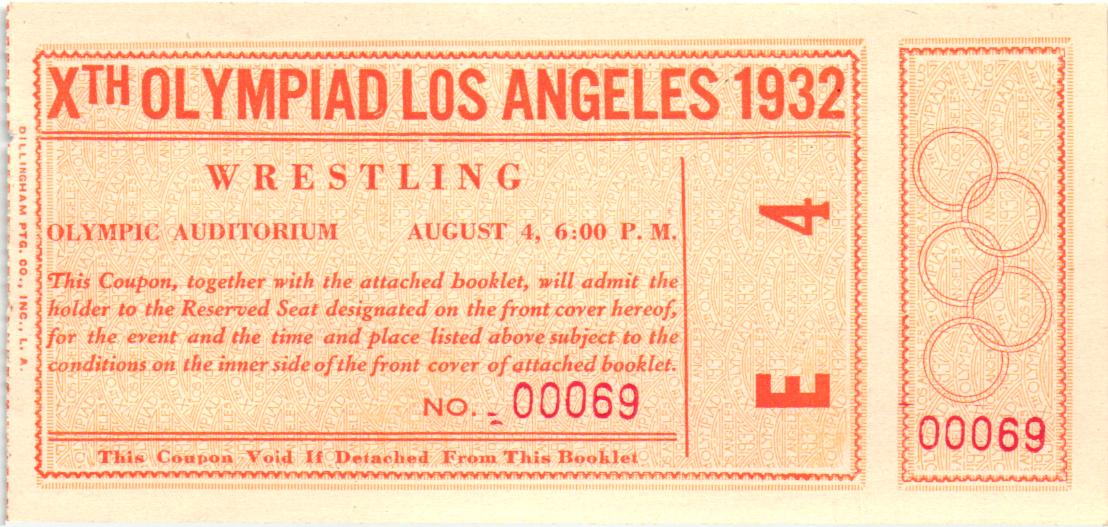 XTH OLYMPIAD LOS ANGELES 1932
WRESTLING
OLYMPIC AUDITORIUM AUGUST 4, 6:00 P. M.
This Coupon, together with the attached booklet, will admit the
holder to the Reserved Seat designated on the front cover hereof,
for the event and the time and place listed above subject to the
conditions on the inner side of the front cover of attached booklet.
NO. 00069
This Coupon Void If Detached From This Booklet
DILLINGHAM PTG. CO., INC., L. A.
E 4
00069